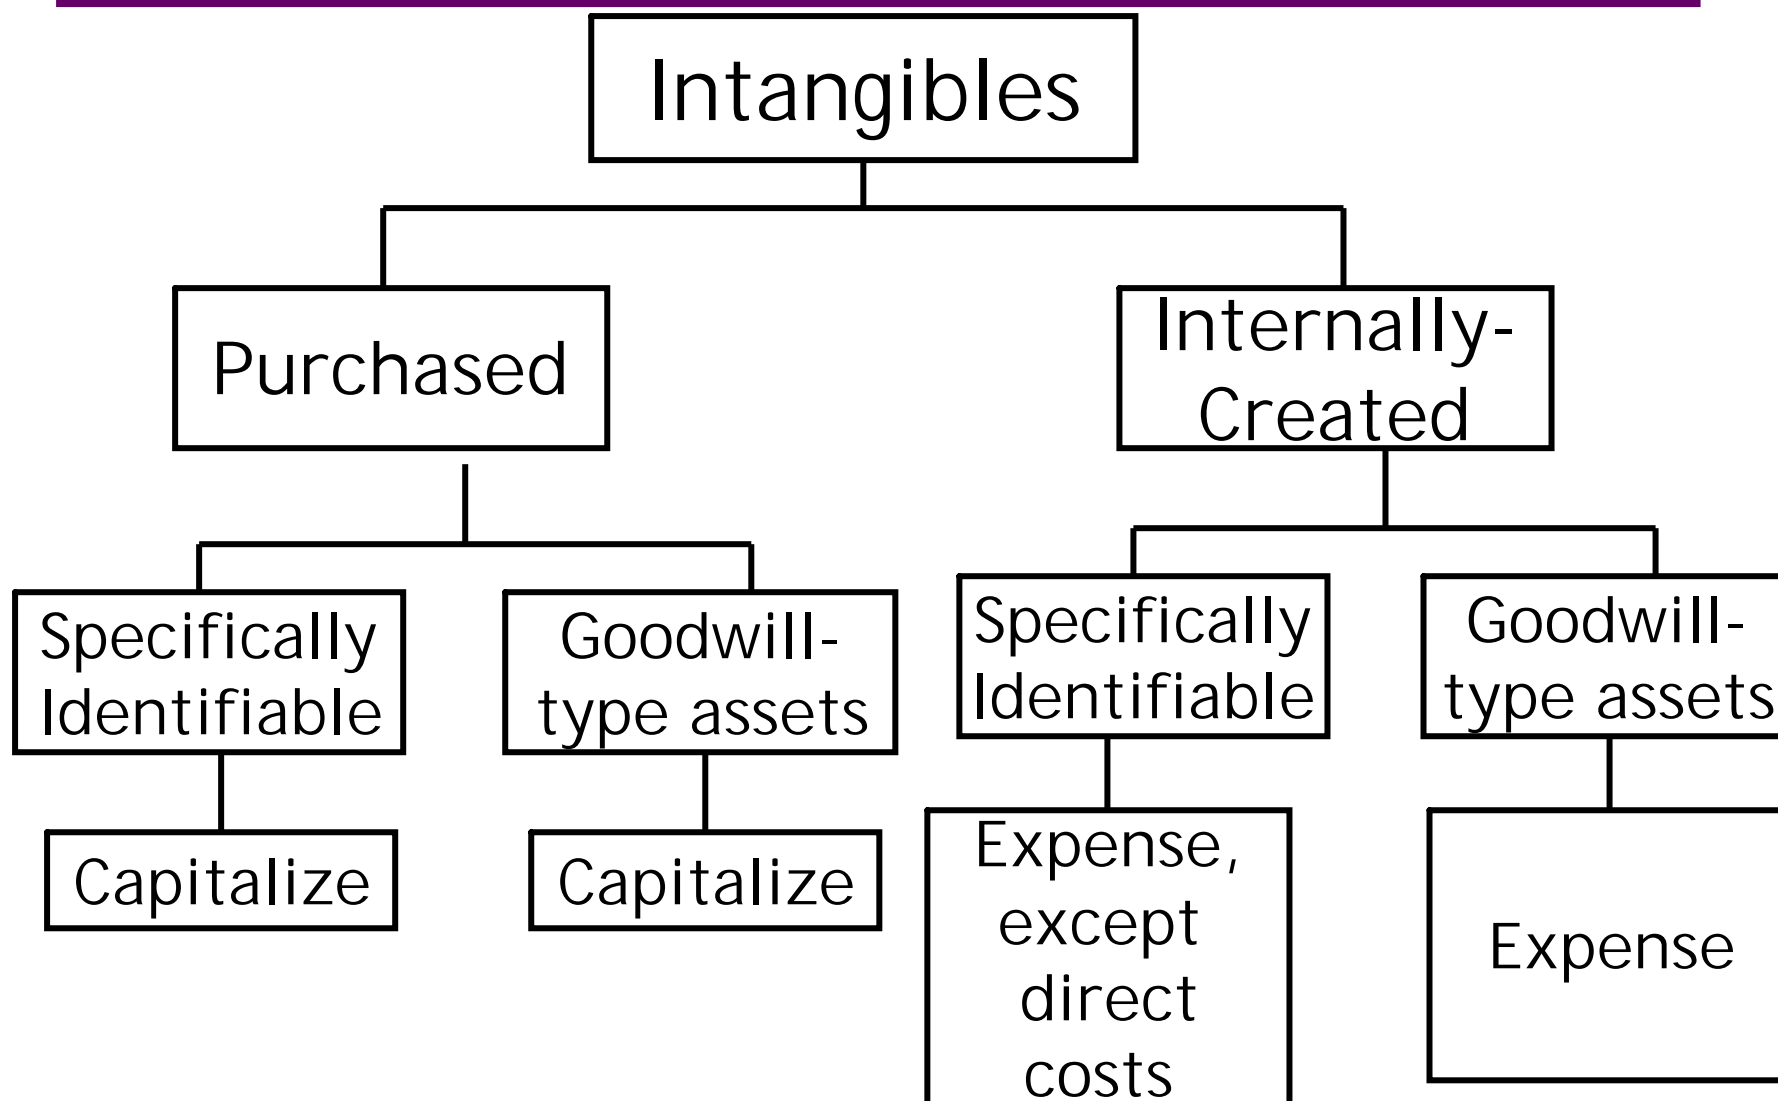 Intangibles
Purchased
Internally-
Created
Specifically
Identifiable
Goodwill-
type assets
Specifically
Identifiable
Goodwill-
type assets
Capitalize
Capitalize
Expense,
except
direct
costs
Expense